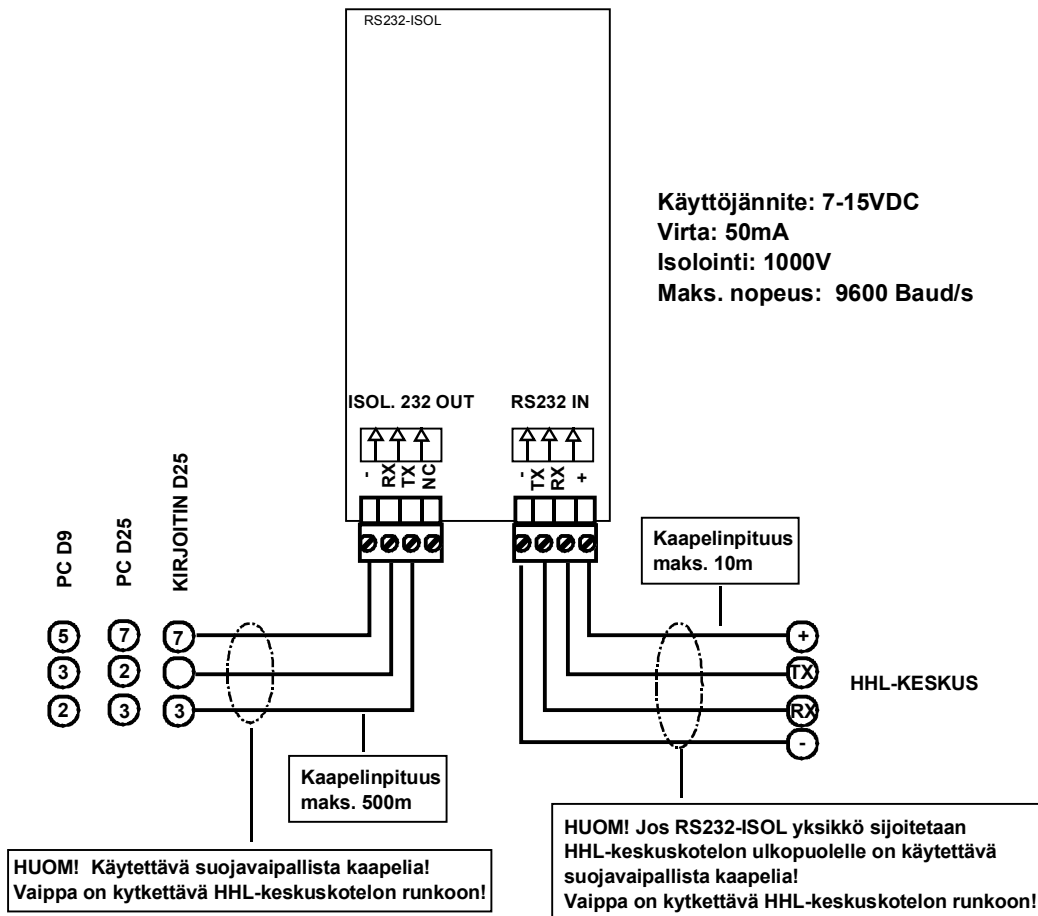 RS232-ISOL
Käyttöjännite: 7-15VDC
Virta: 50mA
Isolointi: 1000V
Maks. nopeus: 9600 Baud/s
ISOL. 232 OUT
RS232 IN
- RX TX NC
- TX RX +
PC D9
PC D25
KIRJOITIN D25
Kaapelinpituus
maks. 10m
5 7 7
3 2
2 3 3
+
TX
RX
-
HHL-KESKUS
Kaapelinpituus
maks. 500m
HUOM! Käytettävä suojavaipallista kaapelia!
Vaippa on kytkettävä HHL-keskuskotelon runkoon!
HUOM! Jos RS232-ISOL yksikkö sijoitetaan
HHL-keskuskotelon ulkopuolelle on käytettävä
suojavaipallista kaapelia!
Vaippa on kytkettävä HHL-keskuskotelon runkoon!